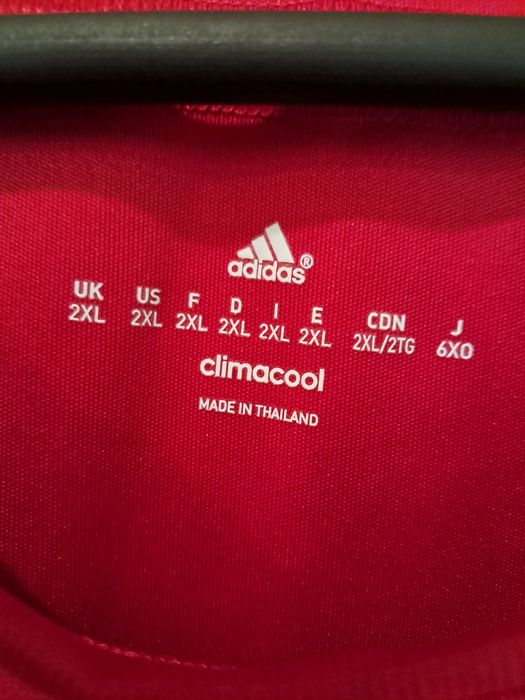 adidas®
UK US F D I E CDN J
2XL 2XL 2XL 2XL 2XL 2XL 2XL/2TG 6XO
climacool
MADE IN THAILAND